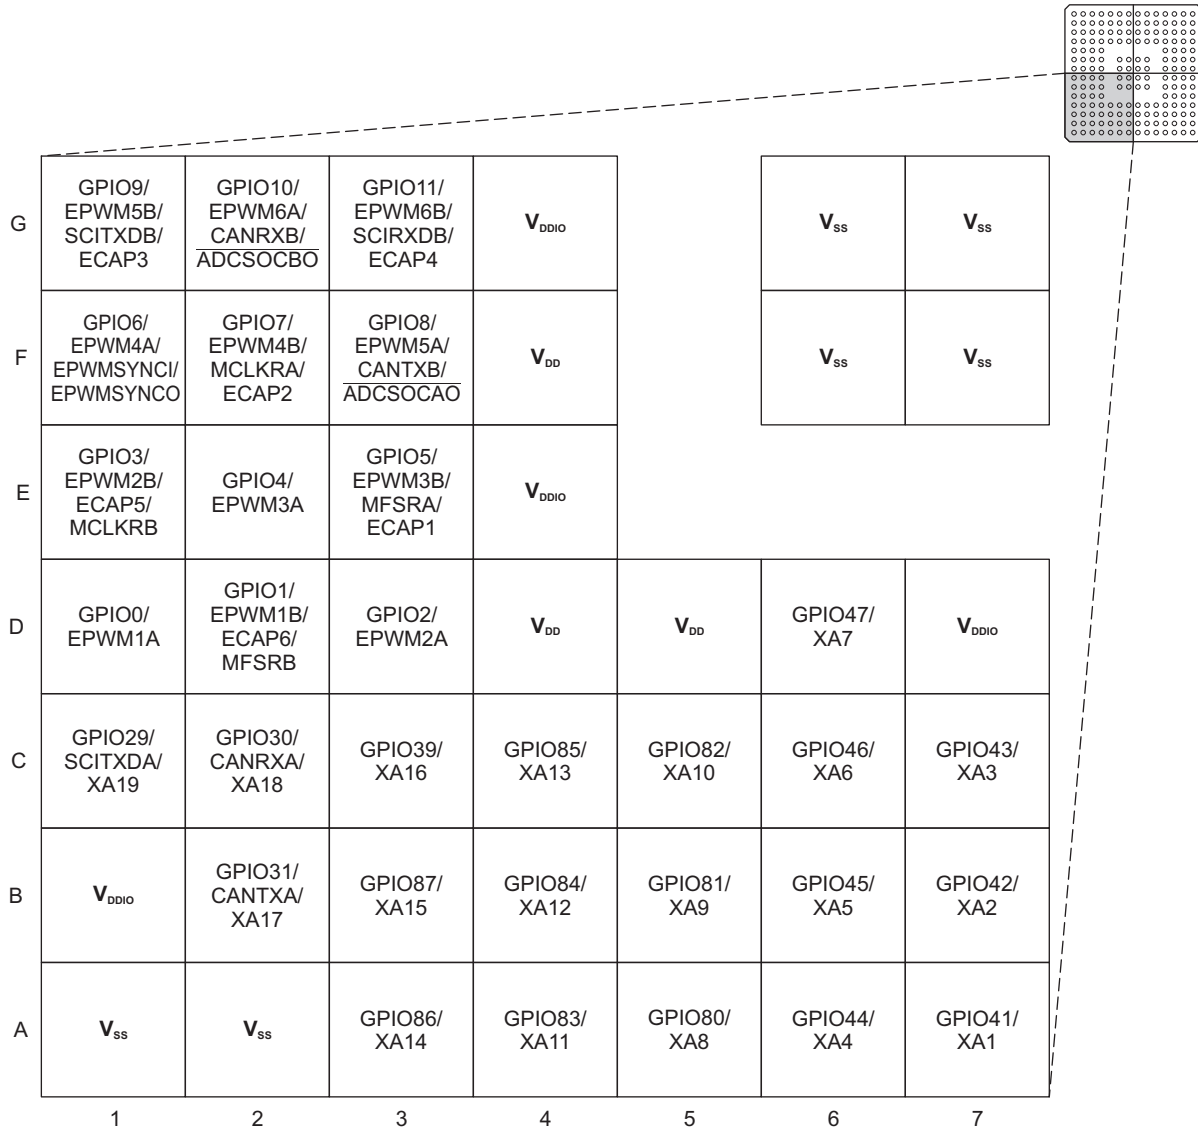 G
GPIO9/
EPWM5B/
SCITXDB/
ECAP3
GPIO10/
EPWM6A/
CANRXB/
ADCSOCBO
GPIO11/
EPWM6B/
SCIRXDB/
ECAP4
VDDIO
VSS
VSS
F
GPIO6/
EPWM4A/
EPWMSYNCI/
EPWMSYNCO
GPIO7/
EPWM4B/
MCLKRA/
ECAP2
GPIO8/
EPWM5A/
CANTXB/
ADCSOCAO
VDD
VSS
VSS
E
GPIO3/
EPWM2B/
ECAP5/
MCLKRB
GPIO4/
EPWM3A
GPIO5/
EPWM3B/
MFSRA/
ECAP1
VDDIO
D
GPIO0/
EPWM1A
GPIO1/
EPWM1B/
ECAP6/
MFSRB
GPIO2/
EPWM2A
VDD
VDD
GPIO47/
XA7
VDDIO
C
GPIO29/
SCITXDA/
XA19
GPIO30/
CANRXA/
XA18
GPIO39/
XA16
GPIO85/
XA13
GPIO82/
XA10
GPIO46/
XA6
GPIO43/
XA3
B
VDDIO
GPIO31/
CANTXA/
XA17
GPIO87/
XA15
GPIO84/
XA12
GPIO81/
XA9
GPIO45/
XA5
GPIO42/
XA2
A
VSS
VSS
GPIO86/
XA14
GPIO83/
XA11
GPIO80/
XA8
GPIO44/
XA4
GPIO41/
XA1
1 2 3 4 5 6 7